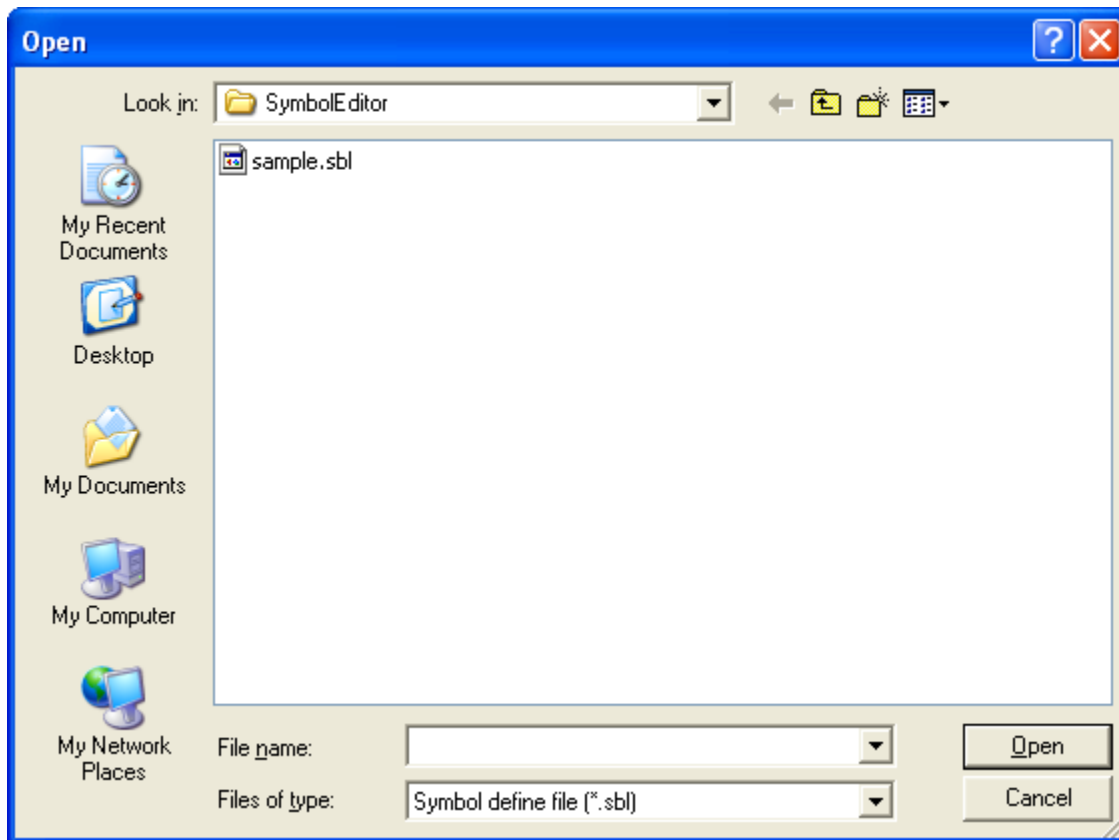 Open
Look in:
SymbolEditor
sample.sbl
My Recent
Documents
Desktop
My Documents
My Computer
My Network
Places
File name:
Open
Files of type:
Symbol define file (*.sbl)
Cancel